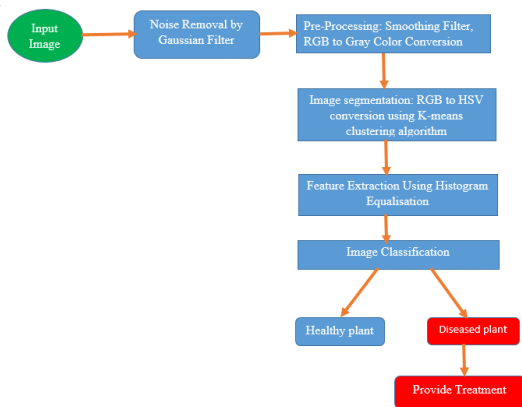 Input
Image
Noise Removal by
Gaussian Filter
Pre-Processing: Smoothing Filter,
RGB to Gray Color Conversion
Image segmentation: RGB to HSV
conversion using K-means
clustering algorithm
Feature Extraction Using Histogram
Equalisation
Image Classification
Healthy plant
Diseased plant
Provide Treatment